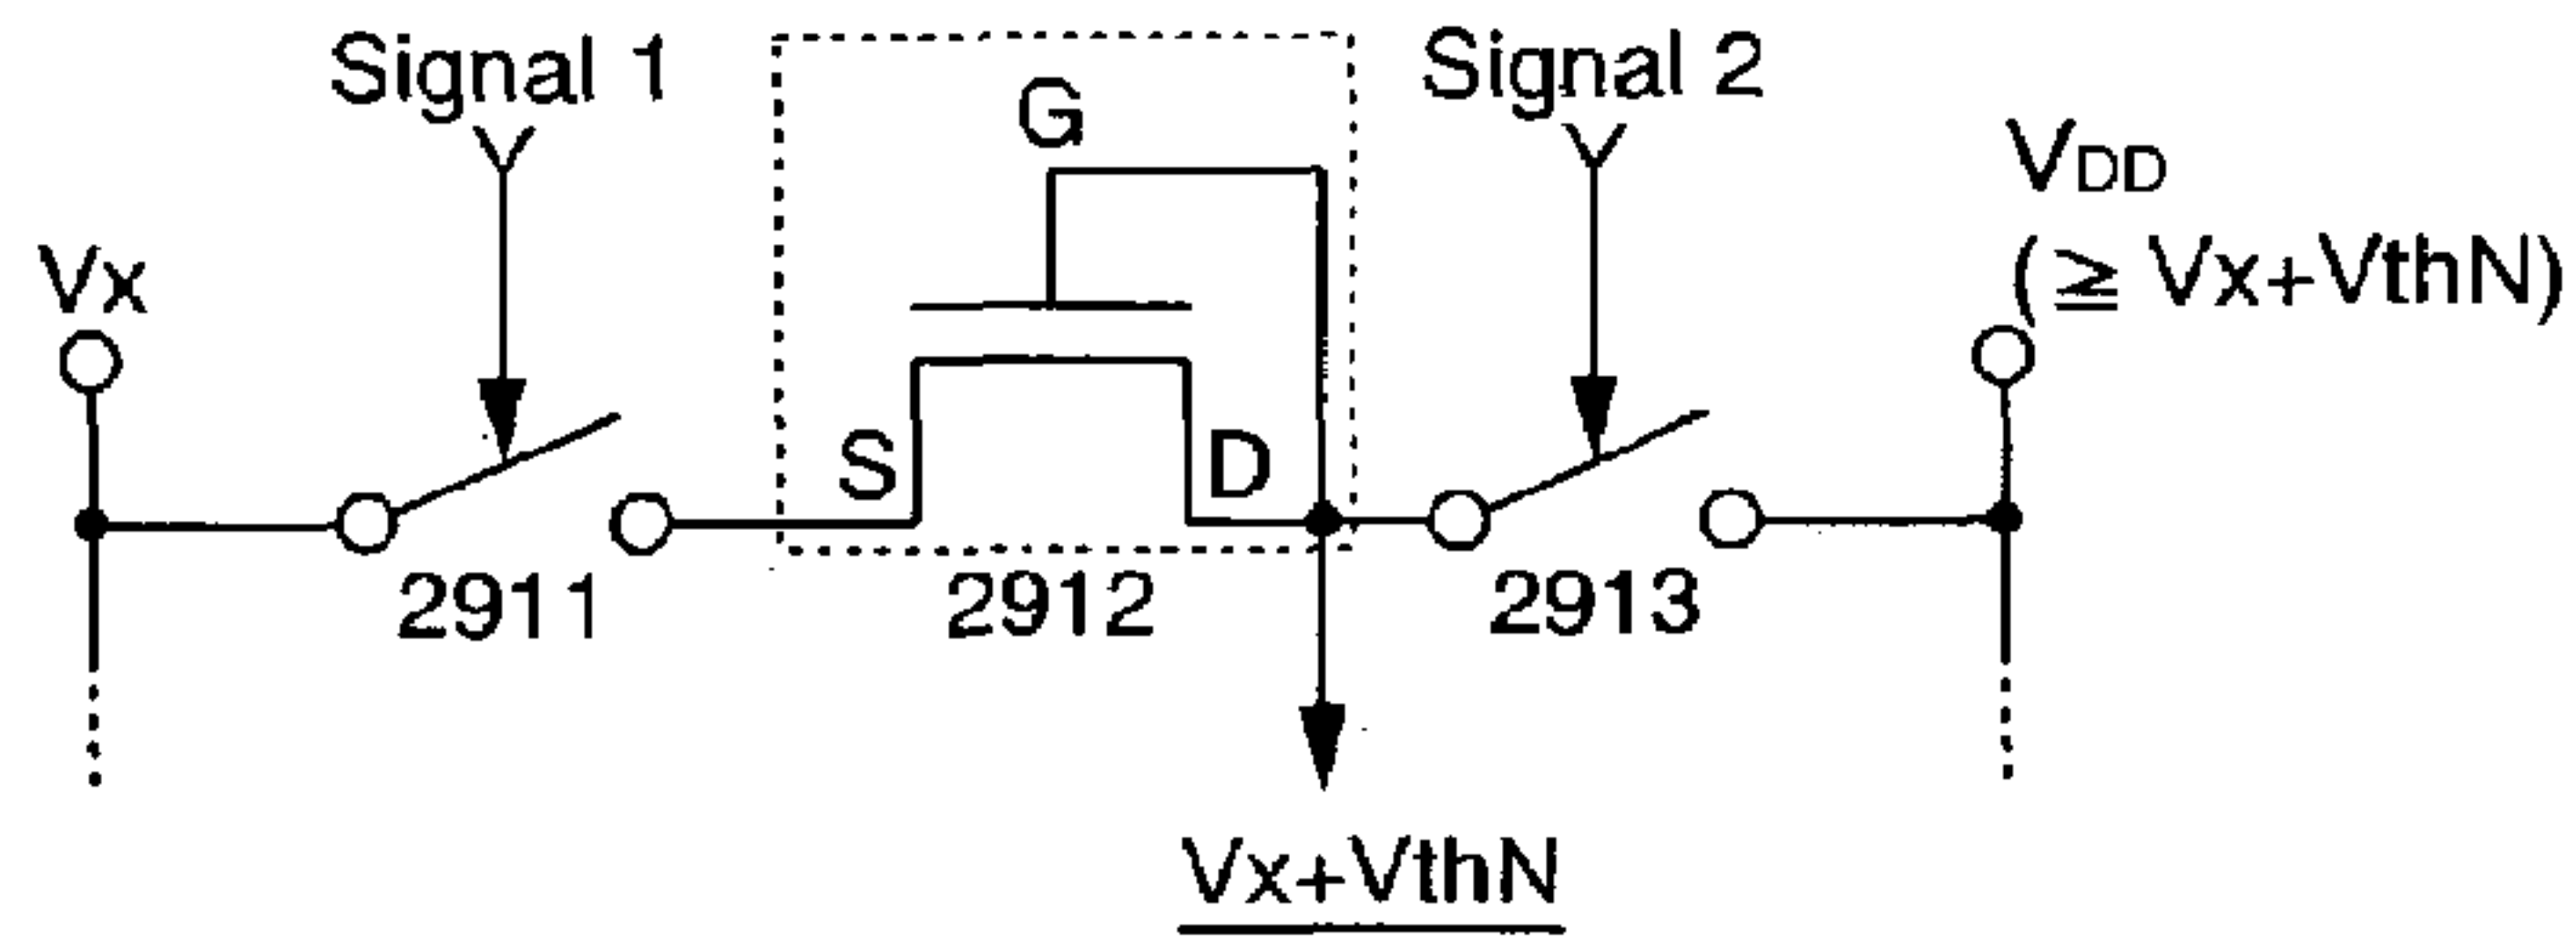 Signal 1
G
Signal 2
VDD
(≧ Vx+VthN)
Vx
S
D
2911
2912
2913
Vx+VthN